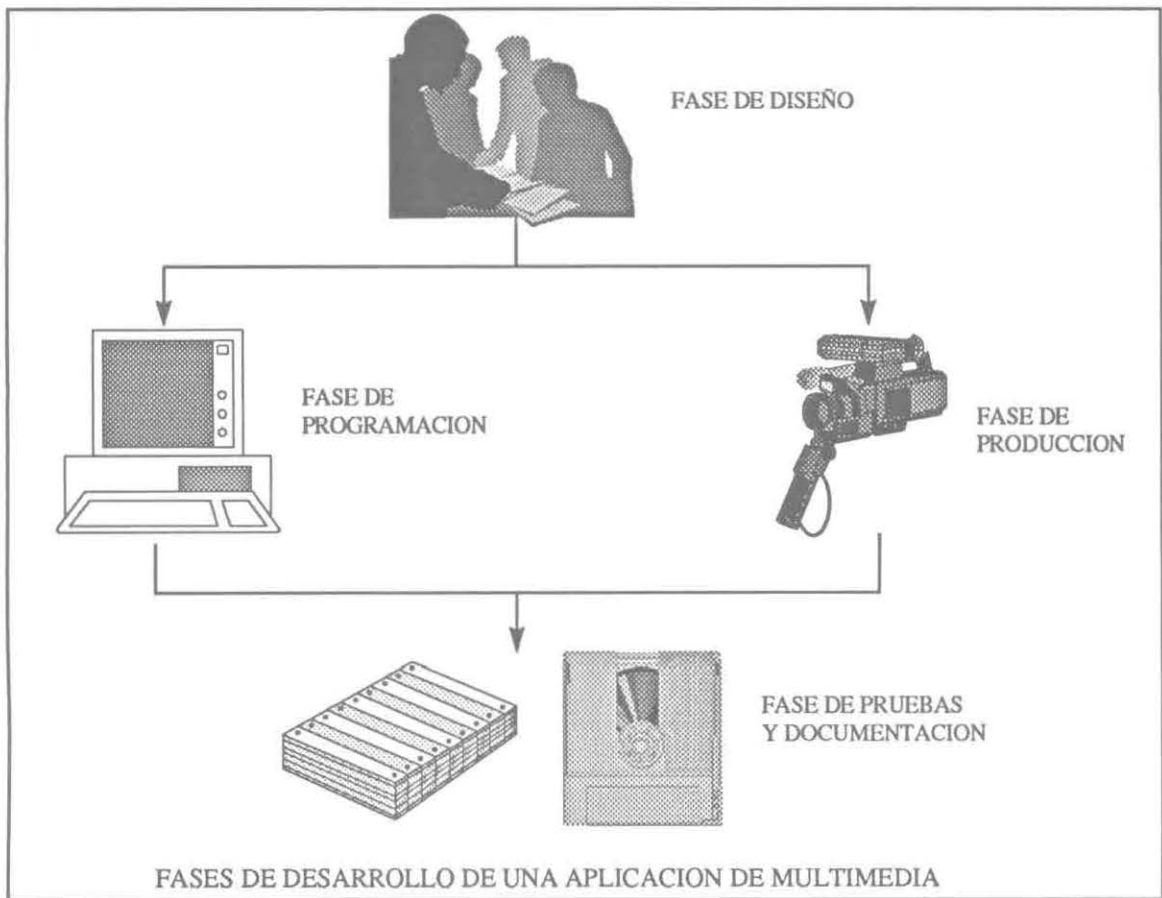 FASE DE DISEÑO
FASE DE
PROGRAMACION
FASE DE
PRODUCCION
FASE DE PRUEBAS
Y DOCUMENTACION
FASES DE DESARROLLO DE UNA APLICACION DE MULTIMEDIA